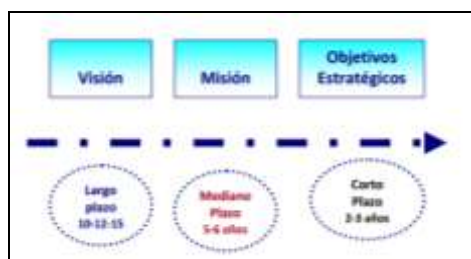 Visión
Misión
Objetivos
Estratégicos
Largo
plazo
10-12-15
Mediano
Plazo
5-6 años
Corto
Plazo
2-3 años